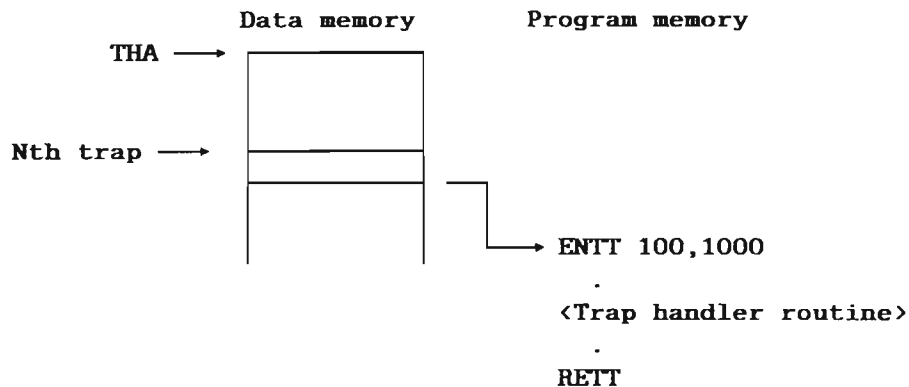 Data memory
Program memory
THA
Nth trap
ENTT 100,1000
.
<Trap handler routine>
.
RETT